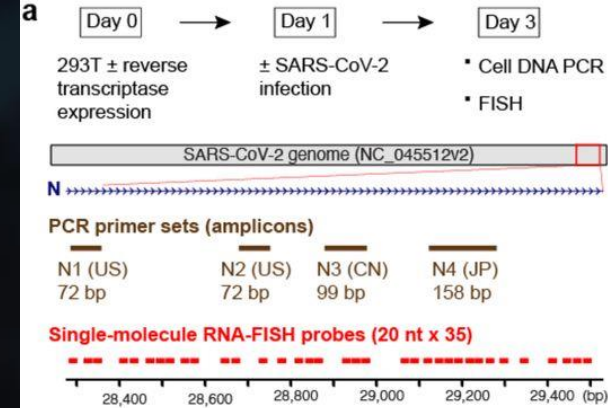 a
Day 0 Day 1 Day 3
293T ± reverse
transcriptase
expression
± SARS-CoV-2
infection
▪ Cell DNA PCR
▪ FISH
SARS-CoV-2 genome (NC_045512v2)
N
PCR primer sets (amplicons)
N1 (US) N2 (US) N3 (CN) N4 (JP)
72 bp 72 bp 99 bp 158 bp
Single-molecule RNA-FISH probes (20 nt x 35)
28,400 28,600 28,800 29,000 29,200 29,400 (bp)